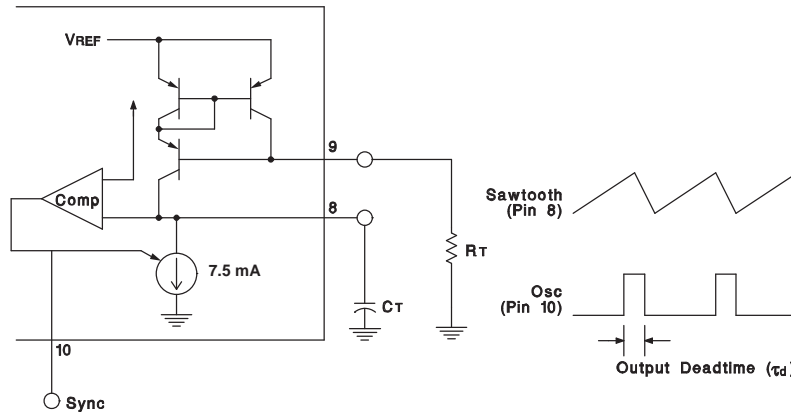 VREF
9
Comp
8
7.5 mA
RT
CT
10
Sync
Sawtooth
(Pin 8)
Osc
(Pin 10)
Output Deadtime (τd)